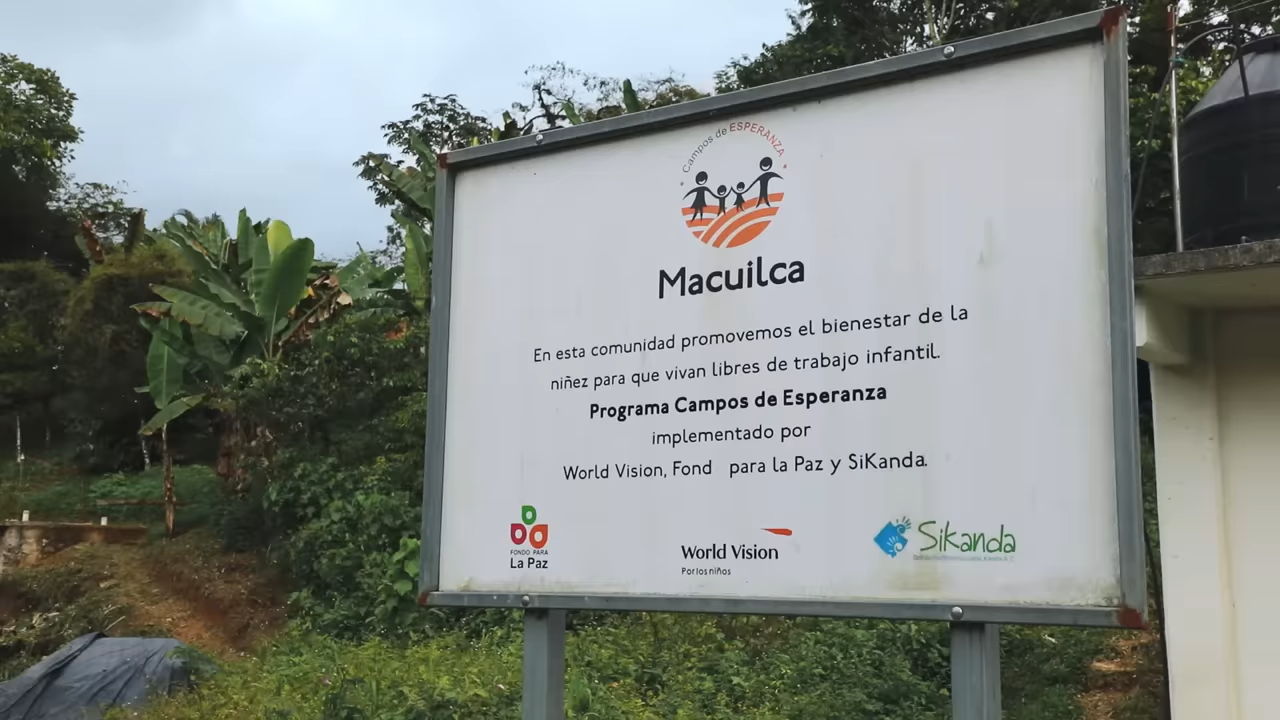 Campos de ESPERANZA
Macuilca
En esta comunidad promovemos el bienestar de la
niñez para que vivan libres de trabajo infantil.
Programa Campos de Esperanza
implementado por
World Vision, Fond para la Paz y SiKanda.
FONDO PARA
La Paz
World Vision
Por los niños
Sikanda